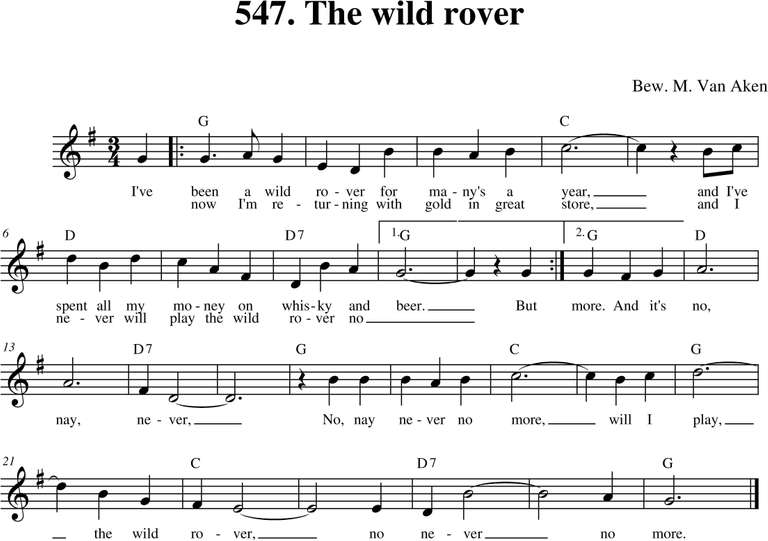 547. The wild rover
Bew. M. Van Aken
G C
3 4
I've been a wild ro - ver for ma - ny's a year, and I've
now I'm re - tur - ning with gold in great store, and I
6 D D7 1. G 2. G D
spent all my mo - ney on whis - ky and beer. But more. And it's no,
ne - ver will play the wild ro - ver no
13 D7 G C G
nay, ne - ver, No, nay ne - ver no more, will I play,
21 C D7 G
the wild ro - ver, no ne - ver no more.